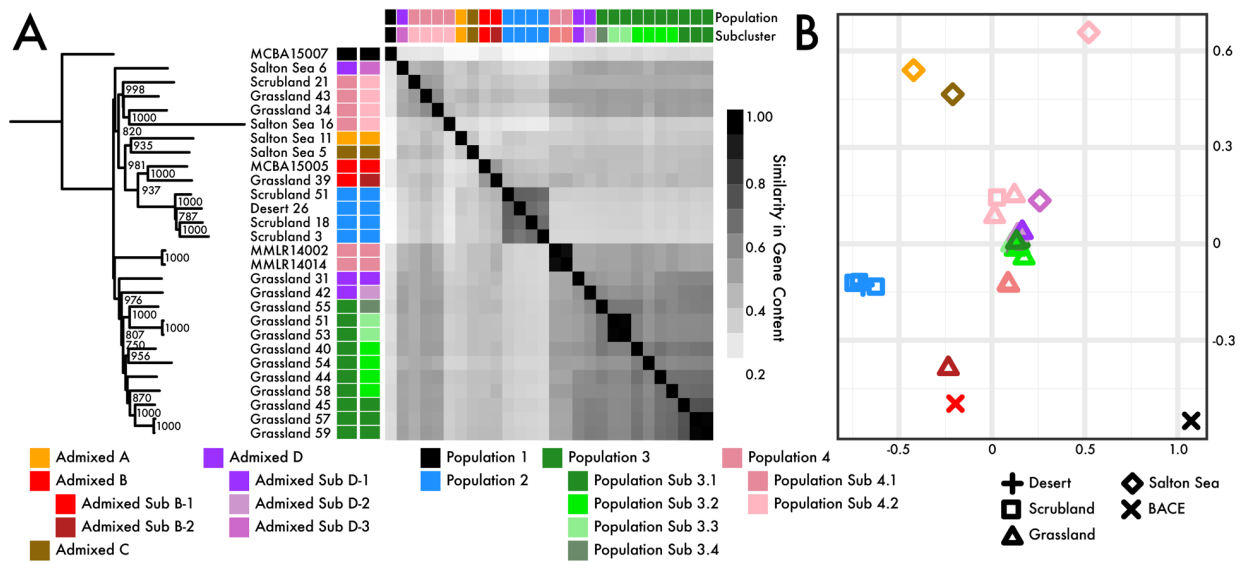 A
Population
Subcluster
MCBA15007
Salton Sea 6
Scrubland 21
Grassland 43
Grassland 34
Salton Sea 16
Salton Sea 11
Salton Sea 5
MCBA15005
Grassland 39
Scrubland 51
Desert 26
Scrubland 18
Scrubland 3
MMLR14002
MMLR14014
Grassland 31
Grassland 42
Grassland 55
Grassland 51
Grassland 53
Grassland 40
Grassland 54
Grassland 44
Grassland 58
Grassland 45
Grassland 57
Grassland 59
998
1000
820
935
981
1000
937
1000
787
1000
1000
976
1000
1000
807
750
956
870
1000
1000
1.00
0.8
0.6
0.4
0.2
Similarity in Gene Content
B
0.6
0.3
0
-0.3
-0.5
0
0.5
1.0
Admixed A
Admixed B
Admixed Sub B-1
Admixed Sub B-2
Admixed C
Admixed D
Admixed Sub D-1
Admixed Sub D-2
Admixed Sub D-3
Population 1
Population 2
Population 3
Population Sub 3.1
Population Sub 3.2
Population Sub 3.3
Population Sub 3.4
Population 4
Population Sub 4.1
Population Sub 4.2
Desert
Scrubland
Grassland
Salton Sea
BACE